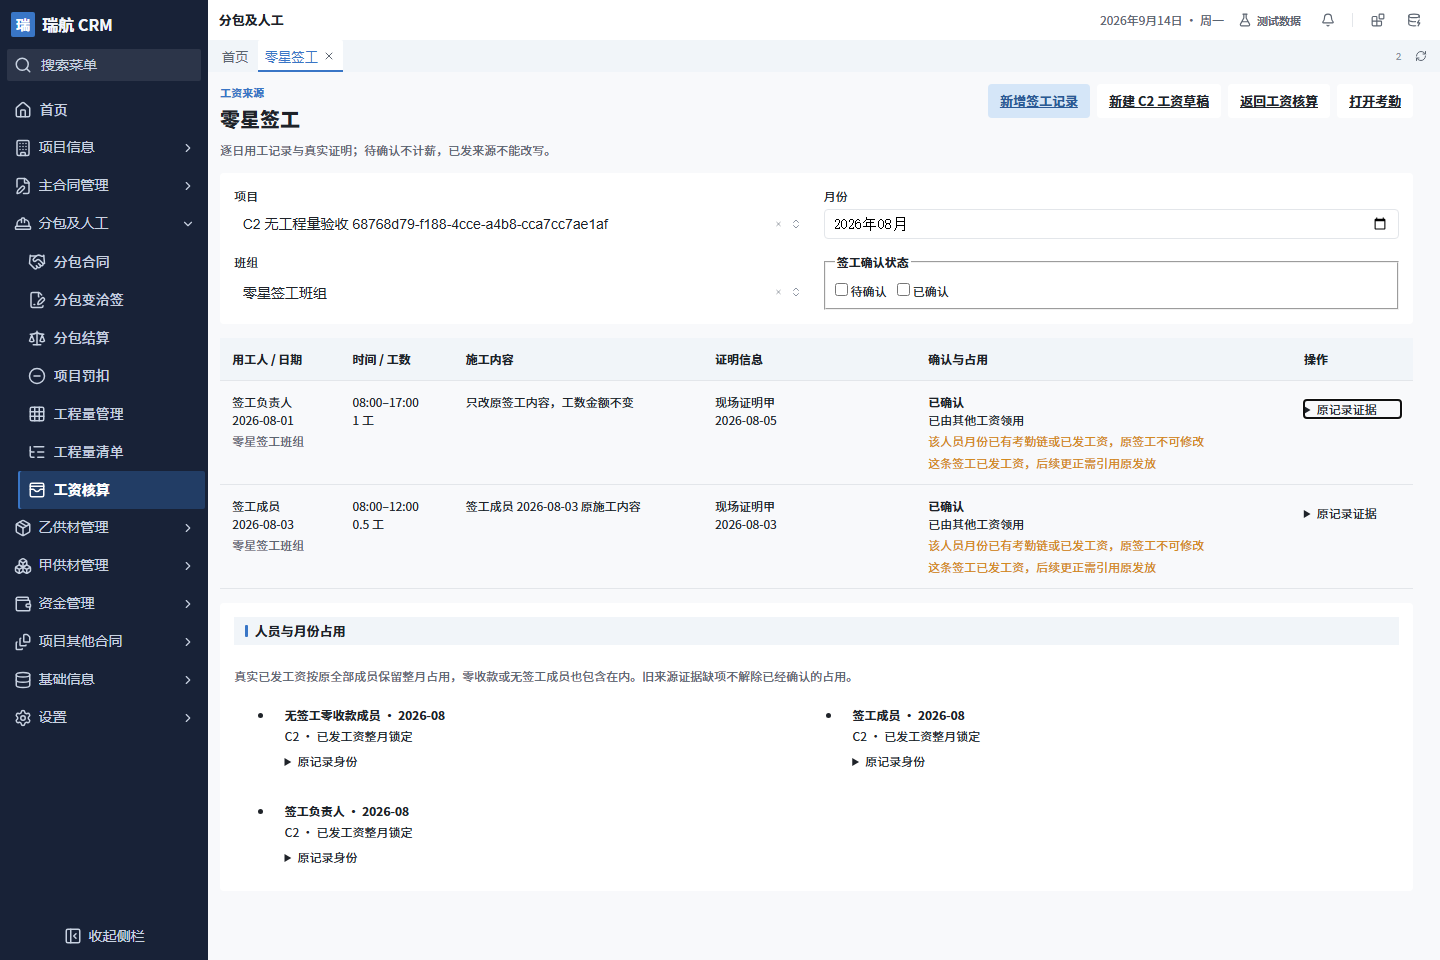 瑞 瑞航 CRM
搜索菜单
首页
项目信息
主合同管理
分包及人工
分包合同
分包变洽签
分包结算
项目罚扣
工程量管理
工程量清单
工资核算
乙供材管理
甲供材管理
资金管理
项目其他合同
基础信息
设置
收起侧栏
分包及人工
2026年9月14日 · 周一 测试数据
首页 零星签工 ×
2
工资来源
零星签工
逐日用工记录与真实证明；待确认不计薪，已发来源不能改写。
新增签工记录 新建 C2 工资草稿 返回工资核算 打开考勤
项目
C2 无工程量验收 68768d79-f188-4cce-a4b8-cca7cc7ae1af ×
月份
2026年08月
班组
零星签工班组 ×
签工确认状态
待确认 已确认
用工人 / 日期 时间 / 工数 施工内容 证明信息 确认与占用 操作
签工负责人 08:00–17:00 只改原签工内容，工数金额不变 现场证明甲 已确认 原记录证据
2026-08-01 1 工 2026-08-05 已由其他工资领用
零星签工班组 该人员月份已有考勤链或已发工资，原签工不可修改
这条签工已发工资，后续更正需引用原发放
签工成员 08:00–12:00 签工成员 2026-08-03 原施工内容 现场证明甲 已确认 原记录证据
2026-08-03 0.5 工 2026-08-03 已由其他工资领用
零星签工班组 该人员月份已有考勤链或已发工资，原签工不可修改
这条签工已发工资，后续更正需引用原发放
人员与月份占用
真实已发工资按原全部成员保留整月占用，零收款或无签工成员也包含在内。旧来源证据缺项不解除已经确认的占用。
无签工零收款成员 · 2026-08
C2 · 已发工资整月锁定
原记录身份
签工成员 · 2026-08
C2 · 已发工资整月锁定
原记录身份
签工负责人 · 2026-08
C2 · 已发工资整月锁定
原记录身份